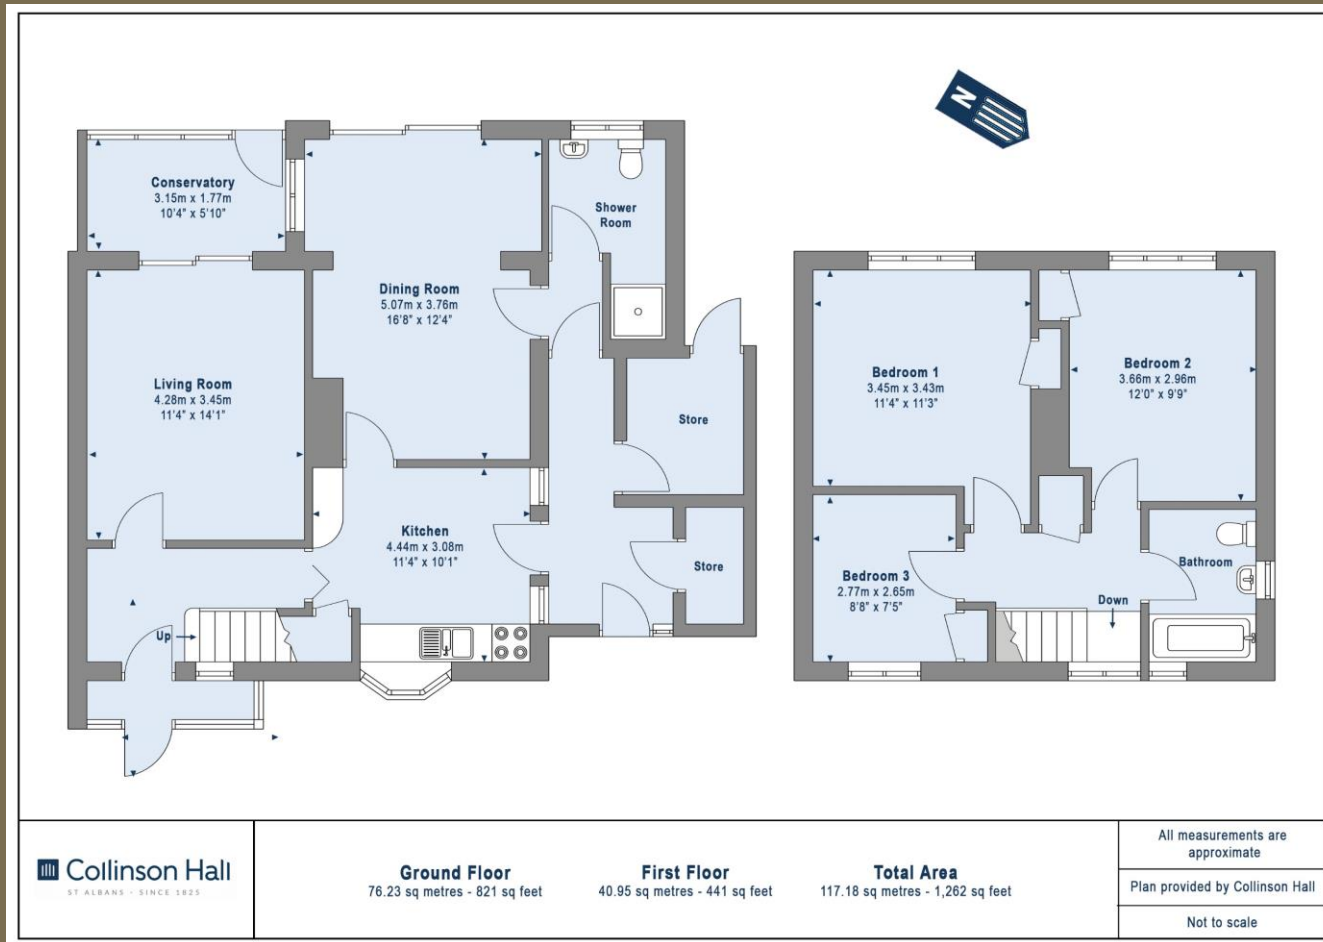 N
Conservatory
3.15m x 1.77m
10'4" x 5'10"
Shower
Room
Dining Room
5.07m x 3.76m
16'8" x 12'4"
Living Room
4.28m x 3.45m
11'4" x 14'1"
Store
Kitchen
4.44m x 3.08m
11'4" x 10'1"
Store
Up
Bedroom 1
3.45m x 3.43m
11'4" x 11'3"
Bedroom 2
3.66m x 2.96m
12'0" x 9'9"
Bedroom 3
2.77m x 2.65m
8'8" x 7'5"
Bathroom
Down
Collinson Hall
ST ALBANS - SINCE 1825
Ground Floor
76.23 sq metres - 821 sq feet
First Floor
40.95 sq metres - 441 sq feet
Total Area
117.18 sq metres - 1,262 sq feet
All measurements are
approximate
Plan provided by Collinson Hall
Not to scale